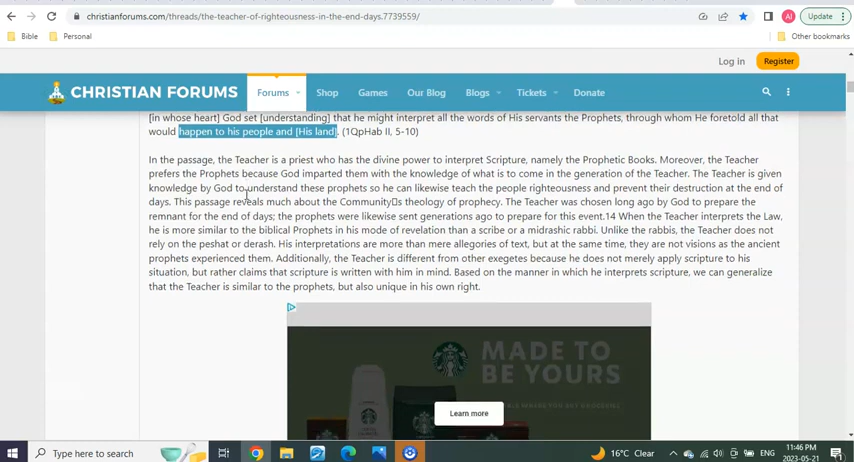 christianforums.com/threads/the-teacher-of-righteousness-in-the-end-days.7739559/
AI
Update
Bible
Personal
Other bookmarks
Log in
Register
CHRISTIAN FORUMS
Forums
Shop
Games
Our Blog
Blogs
Tickets
Donate
[in whose heart] God set [understanding] that he might interpret all the words of His servants the Prophets, through whom He foretold all that
would happen to his people and [His land]. (1QpHab II, 5-10)
In the passage, the Teacher is a priest who has the divine power to interpret Scripture, namely the Prophetic Books. Moreover, the Teacher
prefers the Prophets because God imparted them with the knowledge of what is to come in the generation of the Teacher. The Teacher is given
knowledge by God to understand these prophets so he can likewise teach the people righteousness and prevent their destruction at the end of
days. This passage reveals much about the Community▯s theology of prophecy. The Teacher was chosen long ago by God to prepare the
remnant for the end of days; the prophets were likewise sent generations ago to prepare for this event.14 When the Teacher interprets the Law,
he is more similar to the biblical Prophets in his mode of revelation than a scribe or a midrashic rabbi. Unlike the rabbis, the Teacher does not
rely on the peshat or derash. His interpretations are more than mere allegories of text, but at the same time, they are not visions as the ancient
prophets experienced them. Additionally, the Teacher is different from other exegetes because he does not merely apply scripture to his
situation, but rather claims that scripture is written with him in mind. Based on the manner in which he interprets scripture, we can generalize
that the Teacher is similar to the prophets, but also unique in his own right.
MADE TO
BE YOURS
Learn more
Type here to search
16°C Clear
ENG
11:46 PM
2023-05-21